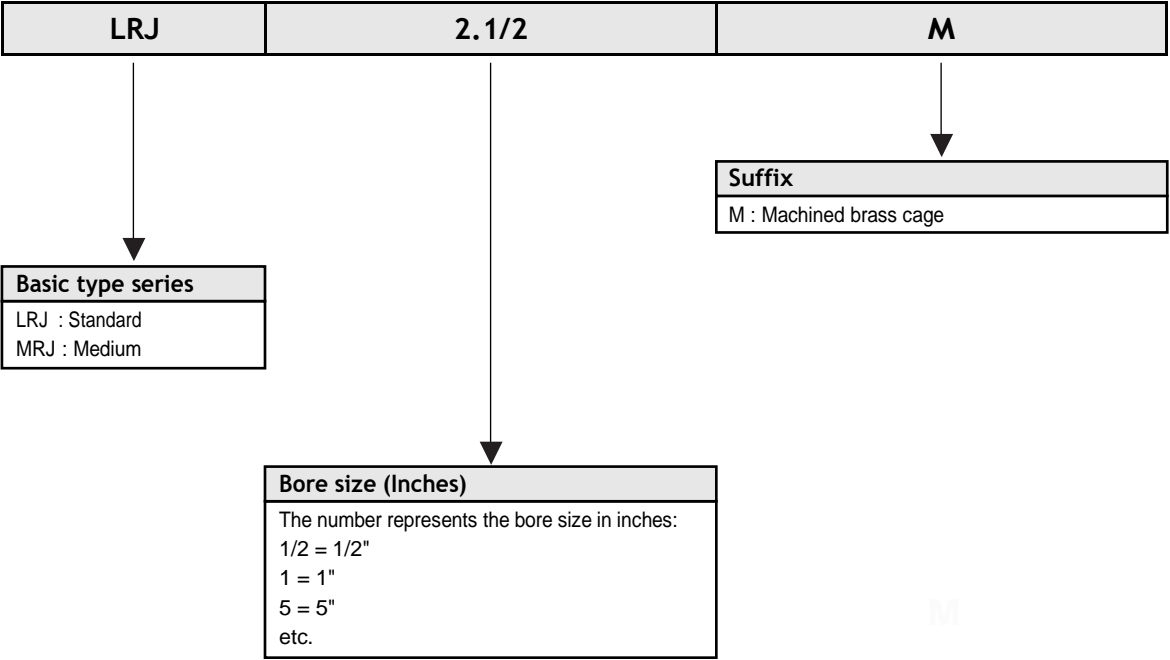 LRJ 2.1/2 M
Suffix
M : Machined brass cage
Basic type series
LRJ : Standard
MRJ : Medium
Bore size (Inches)
The number represents the bore size in inches:
1/2 = 1/2"
1 = 1"
5 = 5"
etc.
M